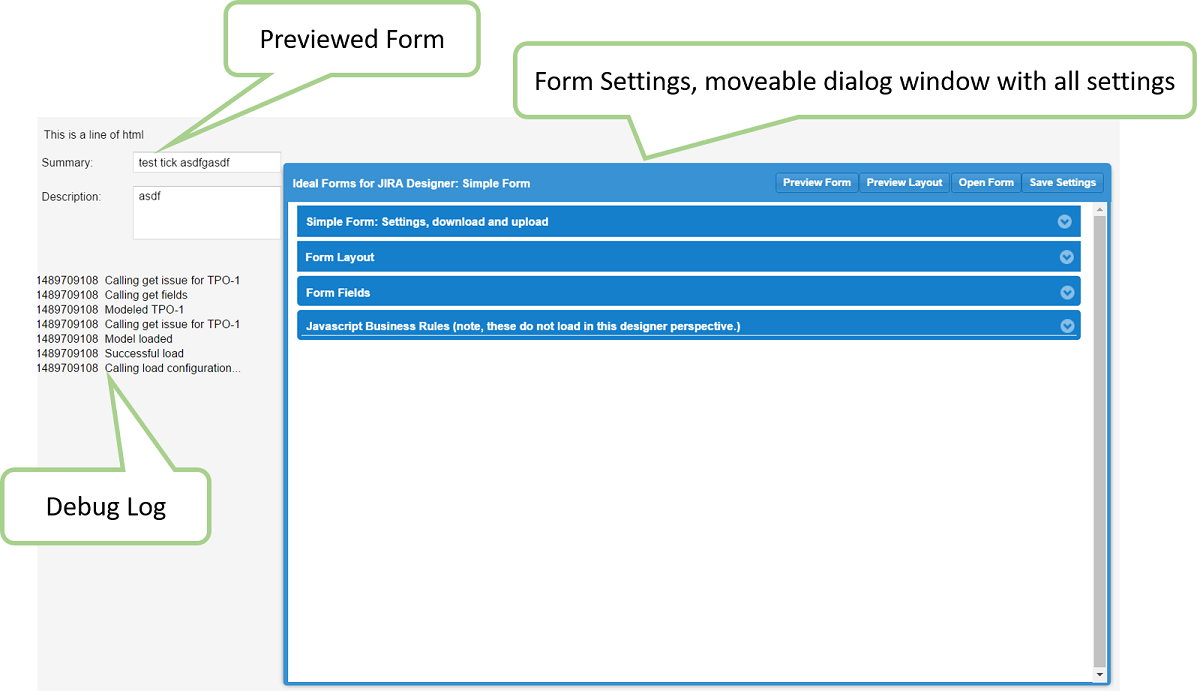 Previewed Form
Form Settings, moveable dialog window with all settings
This is a line of html
Summary: test tick asdfgasdf
Description: asdf
Ideal Forms for JIRA Designer: Simple Form
Preview Form Preview Layout Open Form Save Settings
Simple Form: Settings, download and upload
Form Layout
Form Fields
Javascript Business Rules (note, these do not load in this designer perspective.)
1489709108 Calling get issue for TPO-1
1489709108 Calling get fields
1489709108 Modeled TPO-1
1489709108 Calling get issue for TPO-1
1489709108 Model loaded
1489709108 Successful load
1489709108 Calling load configuration...
Debug Log